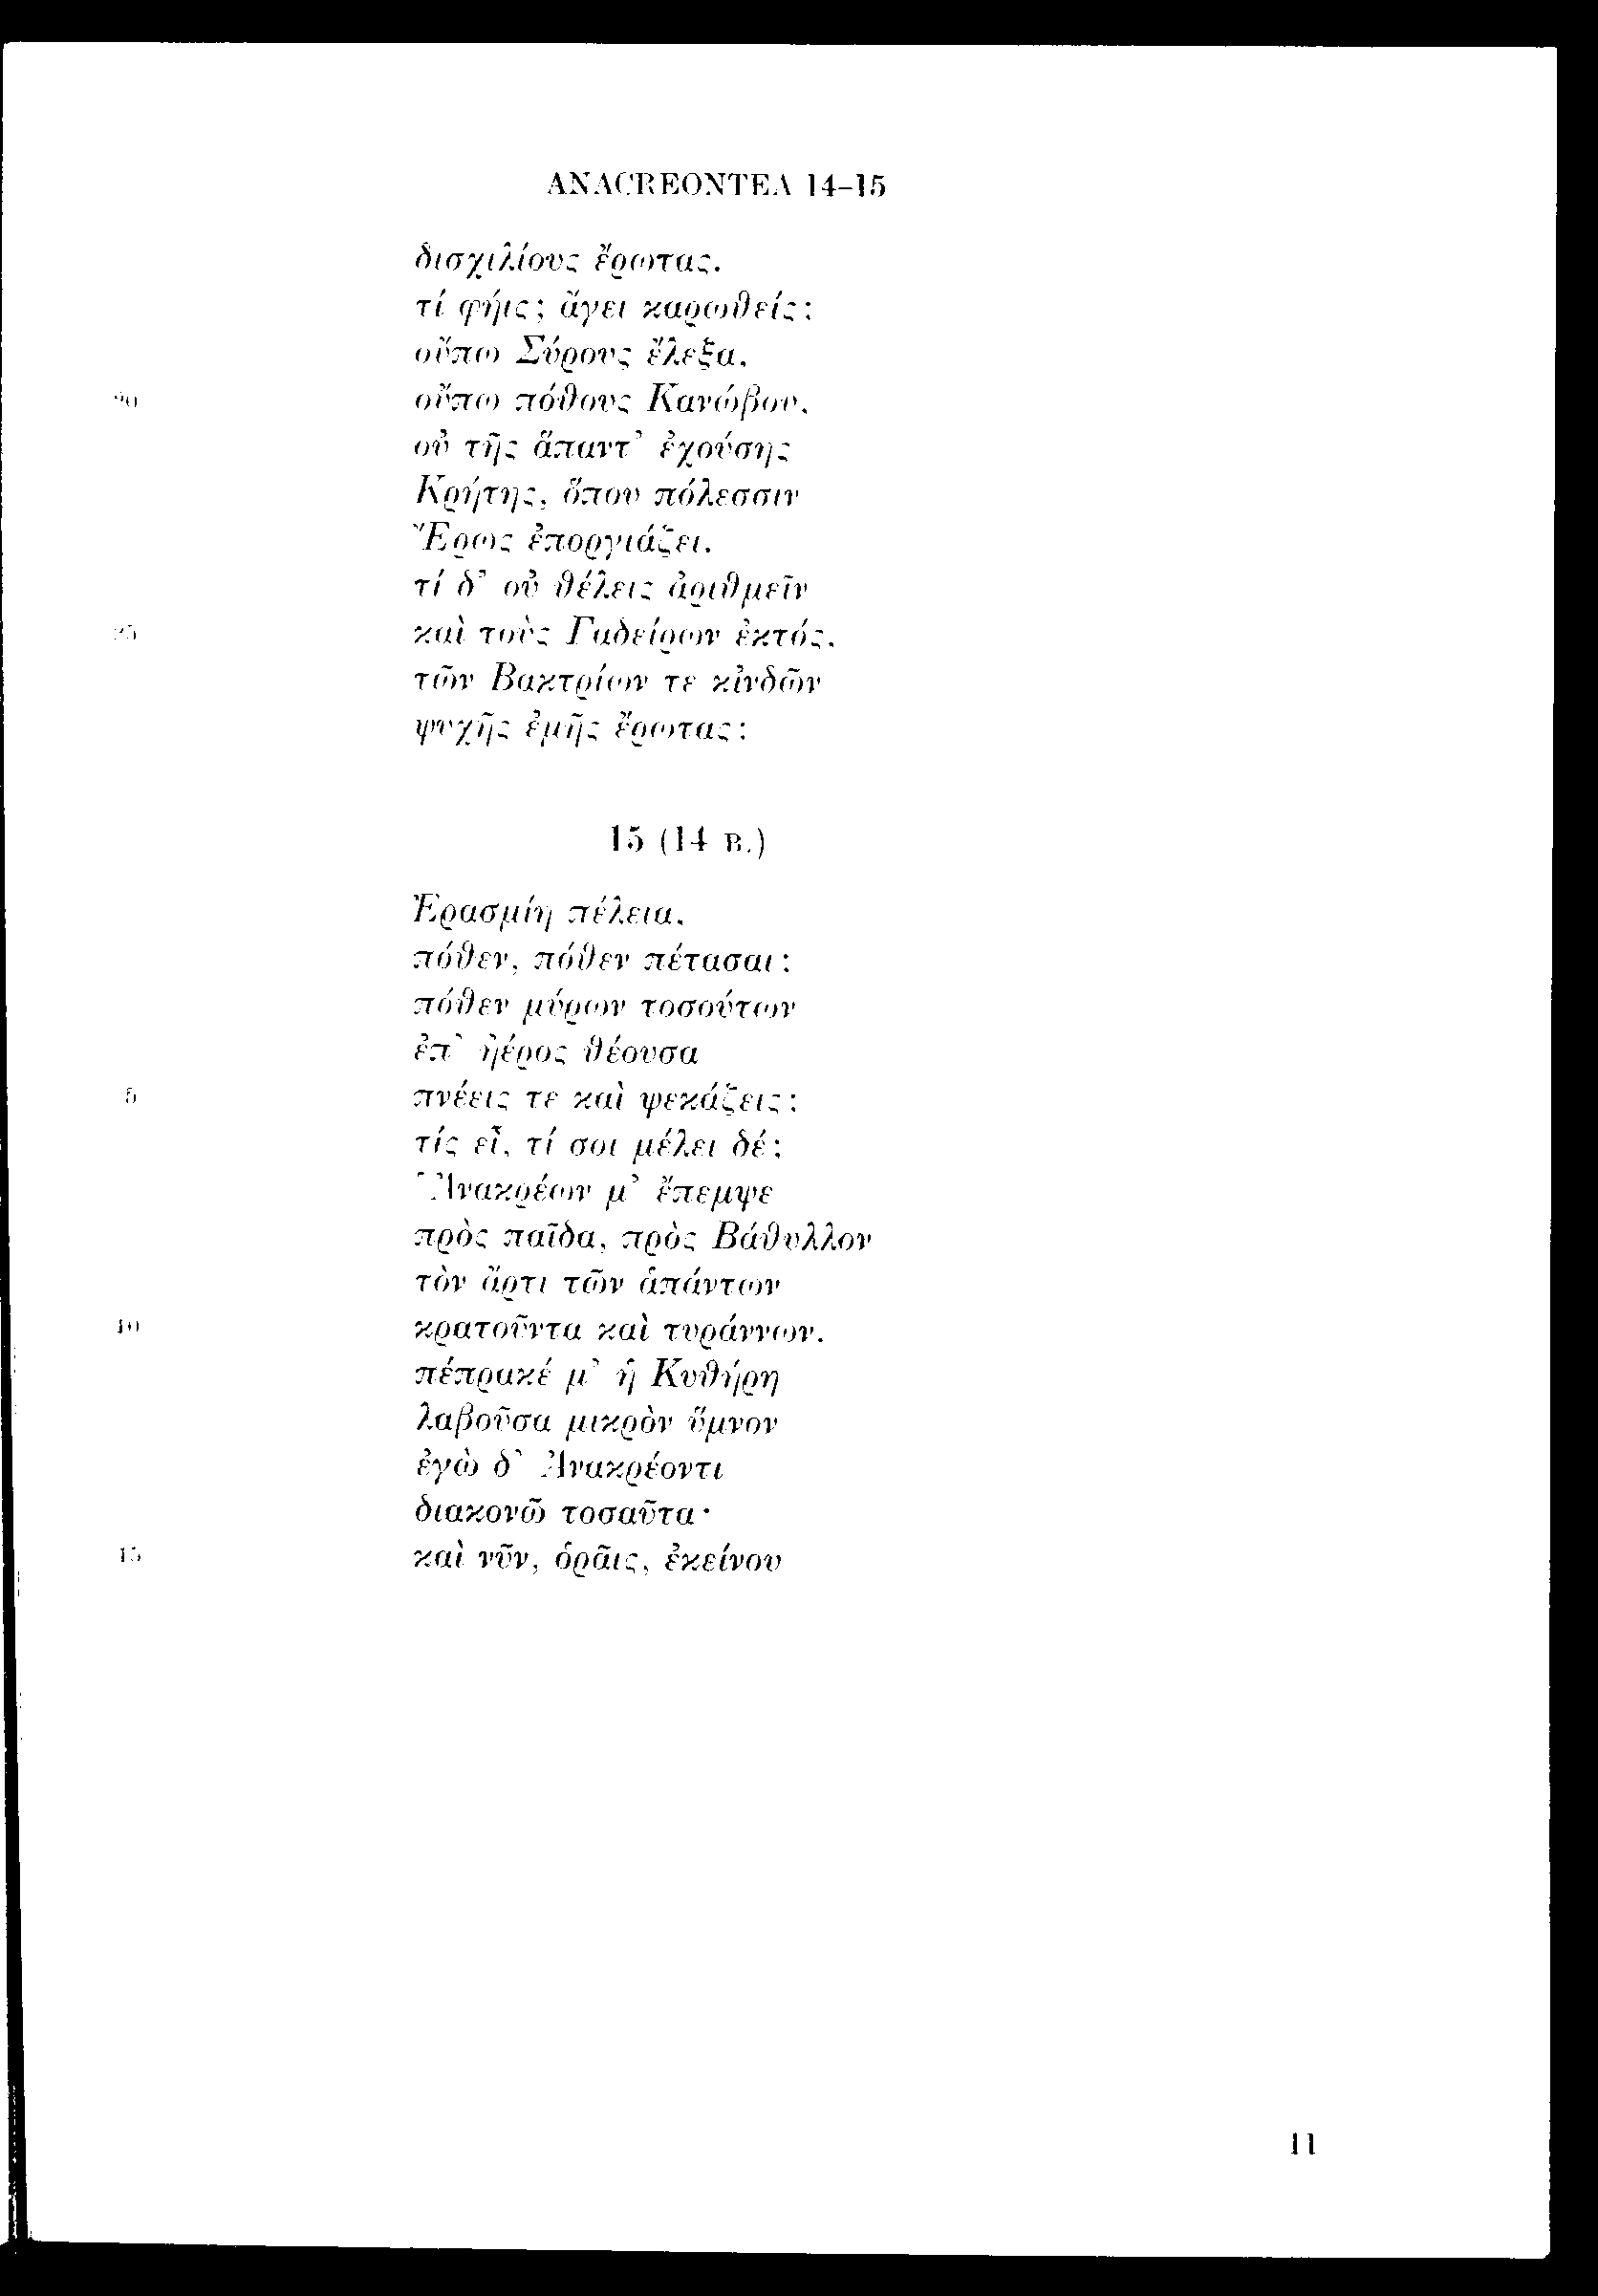 ANACREONTEA 14–15
δισχιλίους ἔρωτας.
τί φήις; ἄγει καρωθείς;
οὔπω Σύρους ἔλεξα,
20 οὔπω πόθους Κανώβου,
οὐ τῆς ἅπαντ᾽ ἐχούσης
Κρήτης, ὅπου πόλεσσιν
Ἔρως ἐποργιάζει.
τί δ᾽ οὐ θέλεις ἀριθμεῖν
25 καὶ τοὺς Γαδείρων ἐκτός,
τῶν Βακτρίων τε κἰνδῶν
ψυχῆς ἐμῆς ἔρωτας;
15 (14 B.)
Ἐρασμίη πέλεια,
πόθεν, πόθεν πέτασαι;
πόθεν μύρων τοσούτων
ἐπ᾽ ἠέρος θέουσα
5 πνέεις τε καὶ ψεκάζεις;
τίς εἶ, τί σοι μέλει δέ;
῾Ἀνακρέων μ᾽ ἔπεμψε
πρὸς παῖδα, πρὸς Βάθυλλον
τὸν ἄρτι τῶν ἁπάντων
10 κρατοῦντα καὶ τυράννων.
πέπρακέ μ᾽ ἡ Κυθήρη
λαβοῦσα μικρὸν ὕμνον
ἐγὼ δ᾽ Ἀνακρέοντι
διακονῶ τοσαῦτα·
15 καὶ νῦν, ὁρᾶις, ἐκείνου
11